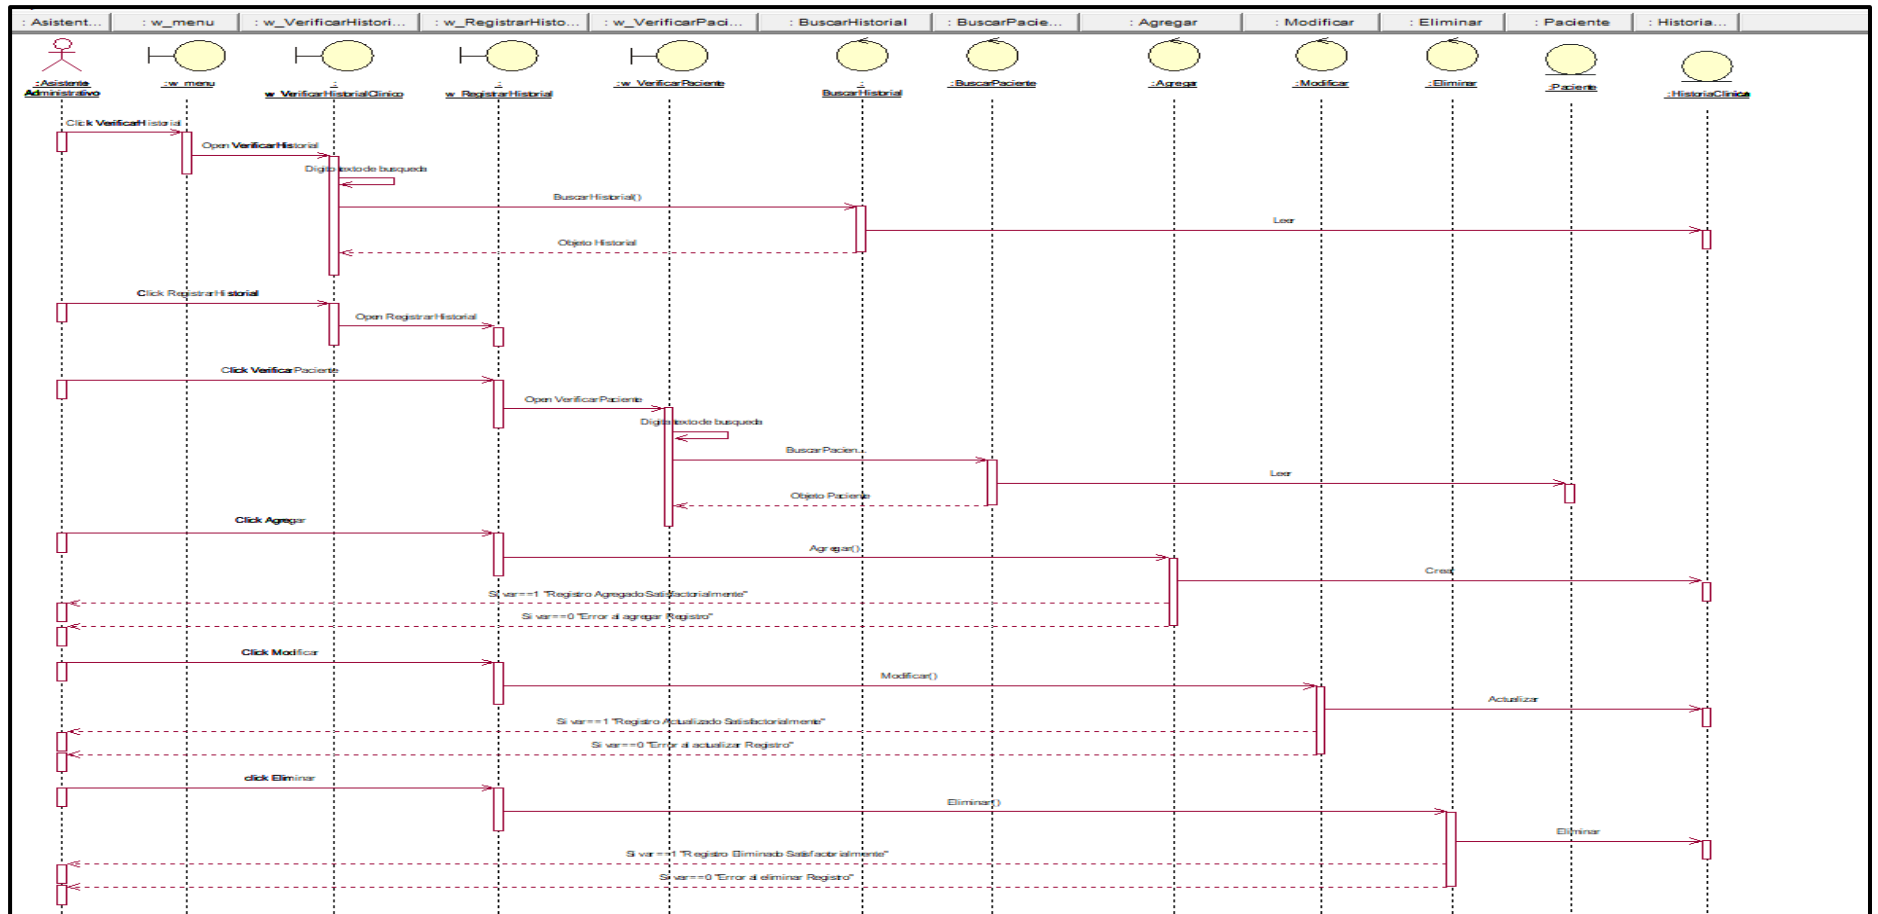 : Asistent...
: w_menu
: w_VerificarHistori...
: w_RegistrarHisto...
: w_VerificarPaci...
: BuscarHistorial
: BuscarPacie...
: Agregar
: Modificar
: Eliminar
: Paciente
: Historia...
:Asistente
Administrativo
:w_menu
:
w_VerificarHistorialClinico
:
w_RegistrarHistorial
:w_VerificarPaciente
:
BuscarHistorial
:BuscarPaciente
:Agregar
:Modificar
:Eliminar
:Paciente
:HistoriaClinica
Click VerificarHistorial
Open VerificarHistorial
Digita texto de busqueda
BuscarHistorial()
Leer
Objeto Historial
Click RegistrarHistorial
Open RegistrarHistorial
Click VerificarPaciente
Open VerificarPaciente
Digita texto de busqueda
BuscarPacien...
Leer
Objeto Paciente
Click Agregar
Agregar()
Crear
Si var==1 "Registro Agregado Satisfactorialmente"
Si var==0 "Error al agregar Registro"
Click Modificar
Modificar()
Actualizar
Si var==1 "Registro Actualizado Satisfactorialmente"
Si var==0 "Error al actualizar Registro"
click Eliminar
Eliminar()
Eliminar
Si var==1 "Registro Eliminado Satisfactorialmente"
Si var==0 "Error al eliminar Registro"